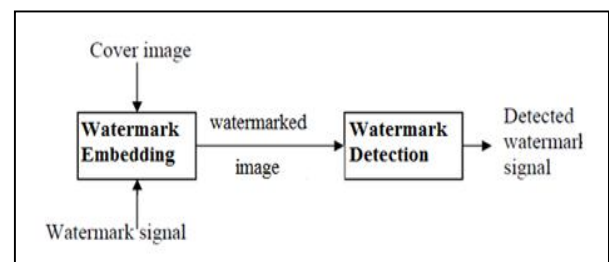 Cover image
Watermark
Embedding
watermarked
image
Watermark
Detection
Detected
watermarl
signal
Watermark signal